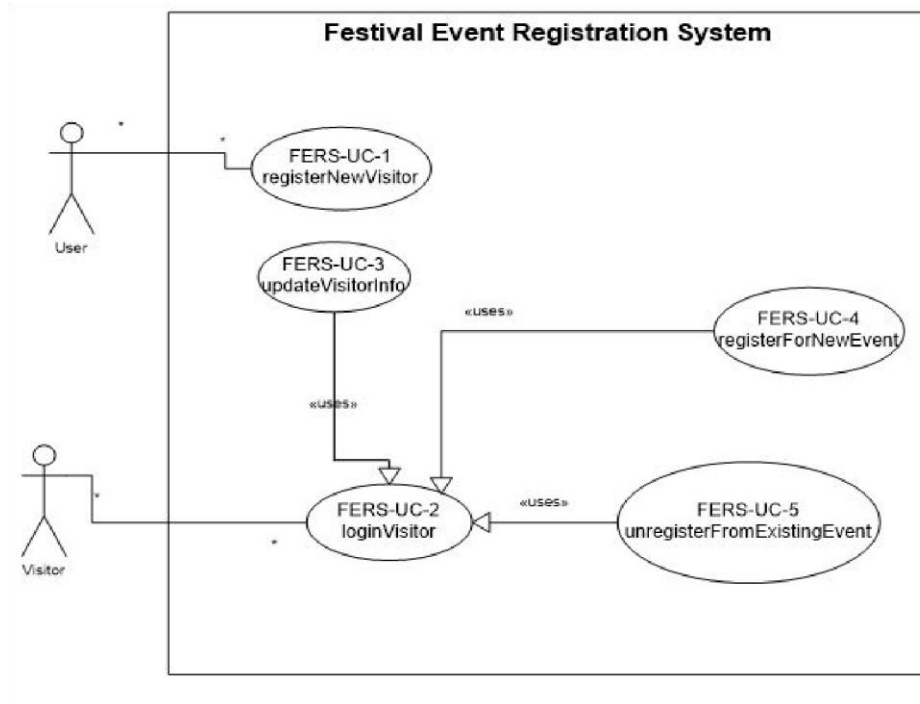 Festival Event Registration System
*
*
FERS-UC-1
registerNewVisitor
User
FERS-UC-3
updateVisitorInfo
«uses»
FERS-UC-4
registerForNewEvent
«uses»
FERS-UC-2
loginVisitor
*
*
Visitor
«uses»
FERS-UC-5
unregisterFromExistingEvent